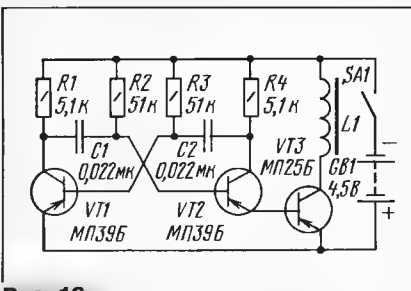 R1
5,1к
R2
51к
R3
51к
R4
5,1к
SA1
L1
C1
0,022мк
C2
0,022мк
VT3
МП25Б
GB1
4,5В
VT1
МП39Б
VT2
МП39Б
−
+